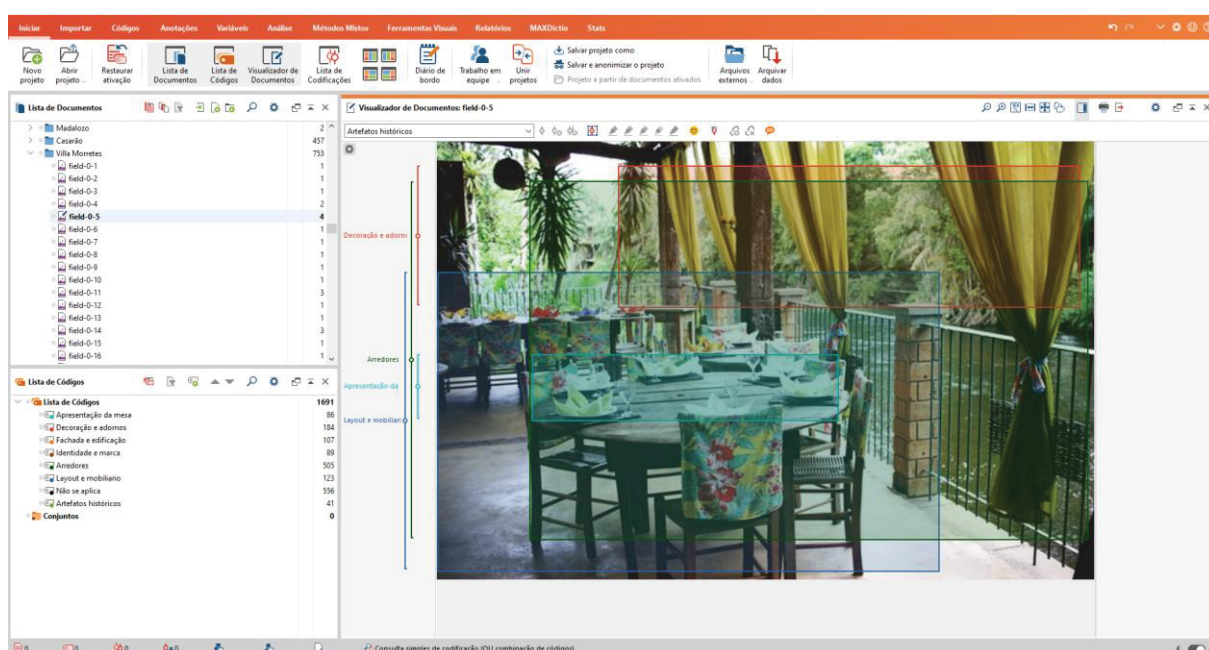 Iniciar Importar Códigos Anotações Variáveis Análise Métodos Mistos Ferramentas Visuais Relatórios MAXDictio Stats
Novo projeto
Abrir projeto
Restaurar ativação
Lista de Documentos
Lista de Códigos
Visualizador de Documentos
Lista de Codificações
Diário de bordo
Trabalho em equipe
Unir projetos
Salvar projeto como
Salvar e anonimizar o projeto
Projeto a partir de documentos ativados
Arquivos externos
Arquivar dados
Lista de Documentos
Madalozo 2
Casarão 457
Villa Morretes 753
field-0-1 1
field-0-2 1
field-0-3 1
field-0-4 2
field-0-5 4
field-0-6 1
field-0-7 1
field-0-8 1
field-0-9 1
field-0-10 1
field-0-11 3
field-0-12 1
field-0-13 1
field-0-14 3
field-0-15 1
field-0-16 1
Lista de Códigos
Lista de Códigos 1691
Apresentação da mesa 86
Decoração e adornos 184
Fachada e edificação 107
Identidade e marca 89
Arredores 505
Layout e mobiliario 123
Não se aplica 556
Artefatos históricos 41
Conjuntos 0
Visualizador de Documentos: field-0-5
Artefatos históricos
Decoração e adorno
Arredores
Apresentação da
Layout e mobiliari
0 0 0 0
Consulta simples de codificação (OU combinação de códigos)